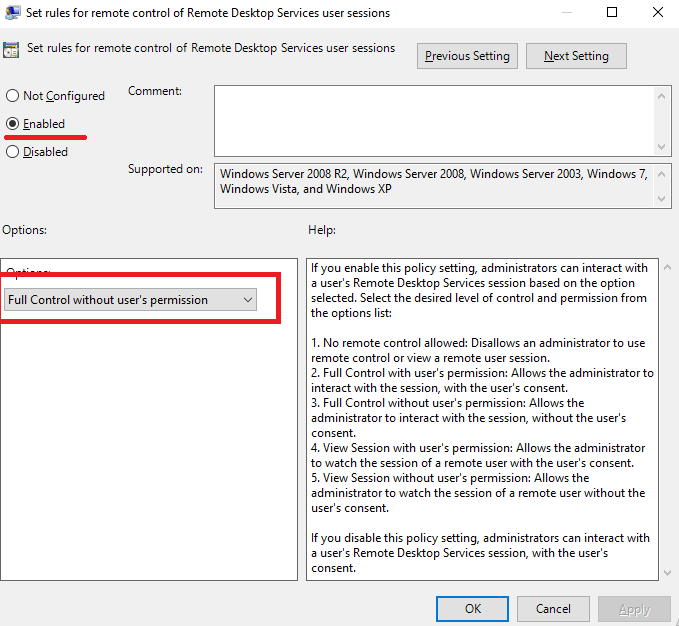 Set rules for remote control of Remote Desktop Services user sessions
Set rules for remote control of Remote Desktop Services user sessions
Previous Setting
Next Setting
Not Configured
Enabled
Disabled
Comment:
Supported on:
Windows Server 2008 R2, Windows Server 2008, Windows Server 2003, Windows 7,
Windows Vista, and Windows XP
Options:
Help:
Options:
Full Control without user's permission
If you enable this policy setting, administrators can interact with
a user's Remote Desktop Services session based on the option
selected. Select the desired level of control and permission from
the options list:
1. No remote control allowed: Disallows an administrator to use
remote control or view a remote user session.
2. Full Control with user's permission: Allows the administrator to
interact with the session, with the user's consent.
3. Full Control without user's permission: Allows the
administrator to interact with the session, without the user's
consent.
4. View Session with user's permission: Allows the administrator
to watch the session of a remote user with the user's consent.
5. View Session without user's permission: Allows the
administrator to watch the session of a remote user without the
user's consent.
If you disable this policy setting, administrators can interact with
a user's Remote Desktop Services session, with the user's
consent.
OK
Cancel
Apply